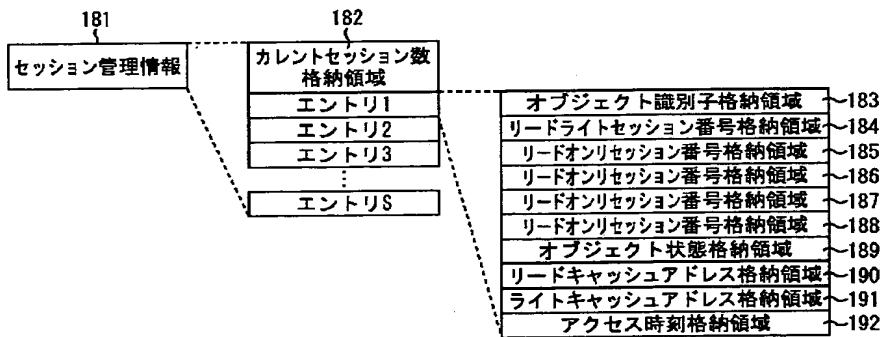 181
セッション管理情報
182
カレントセッション数
格納領域
エントリ1
エントリ2
エントリ3
エントリS
オブジェクト識別子格納領域
183
リードライトセッション番号格納領域
184
リードオンリセッション番号格納領域
185
リードオンリセッション番号格納領域
186
リードオンリセッション番号格納領域
187
リードオンリセッション番号格納領域
188
オブジェクト状態格納領域
189
リードキャッシュアドレス格納領域
190
ライトキャッシュアドレス格納領域
191
アクセス時刻格納領域
192